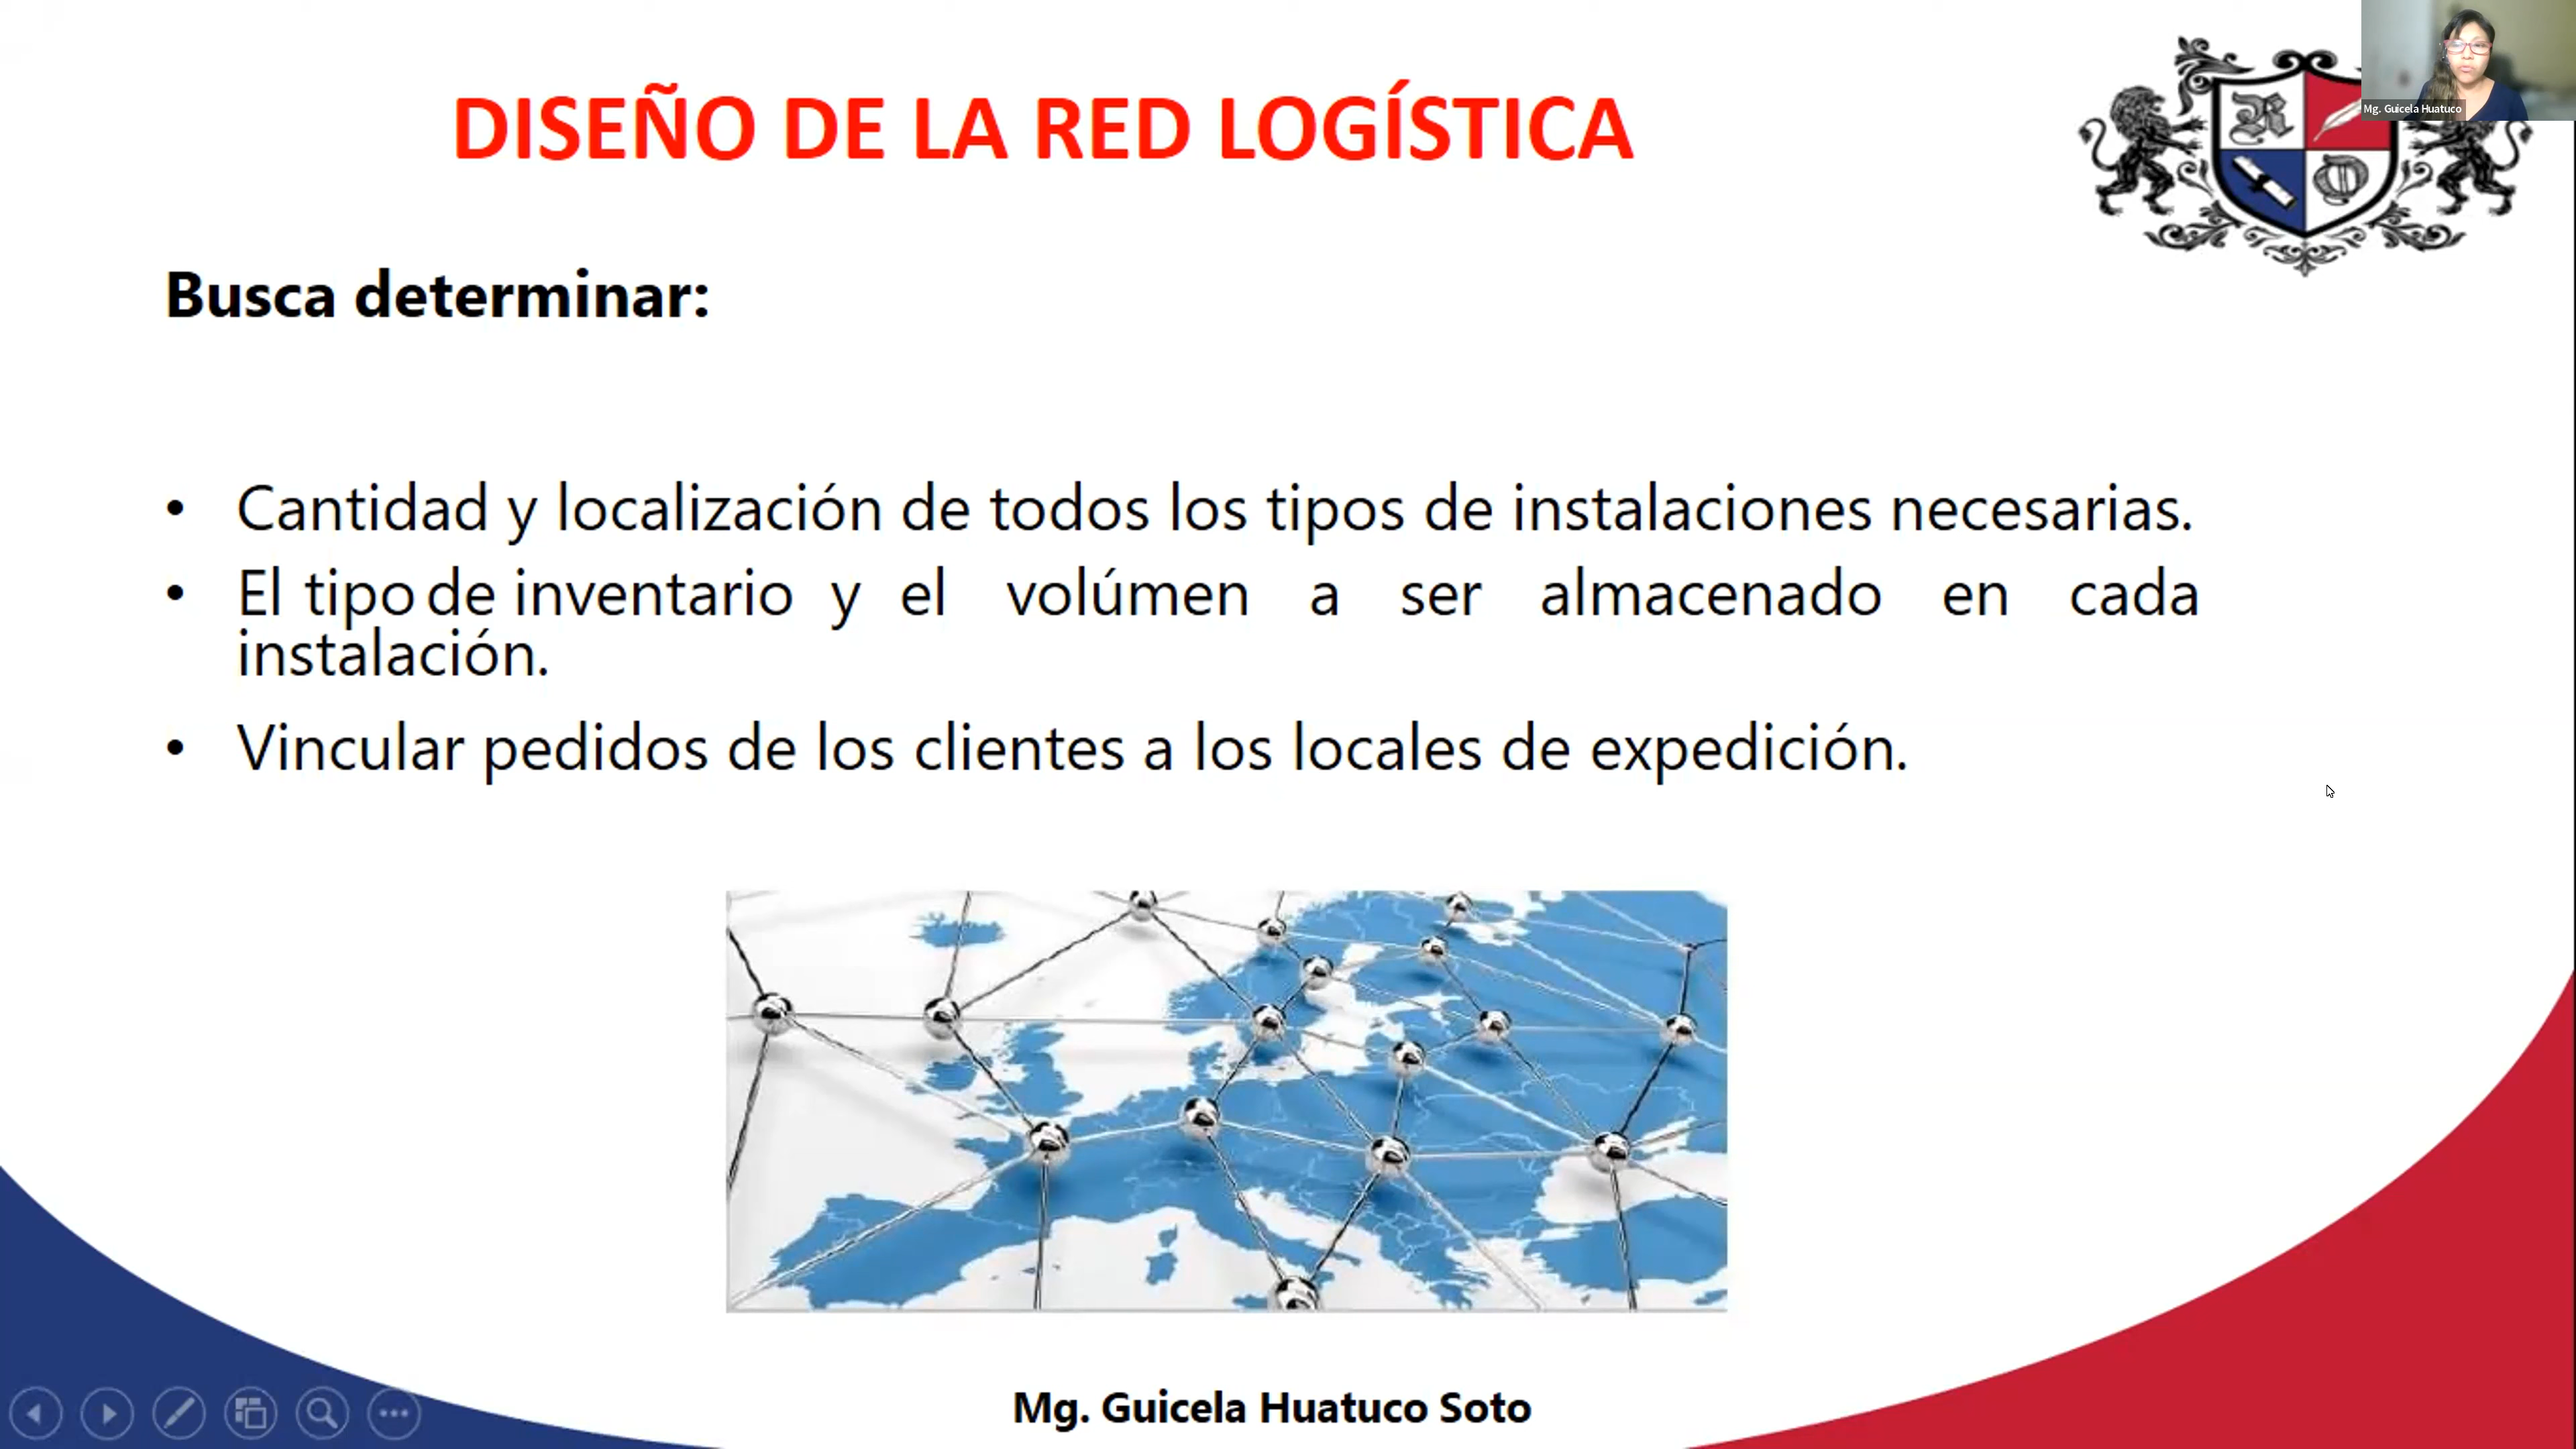 DISEÑO DE LA RED LOGÍSTICA
Mg. Guicela Huatuco
Busca determinar:
• Cantidad y localización de todos los tipos de instalaciones necesarias.
• El tipo de inventario y el volúmen a ser almacenado en cada
instalación.
• Vincular pedidos de los clientes a los locales de expedición.
Mg. Guicela Huatuco Soto